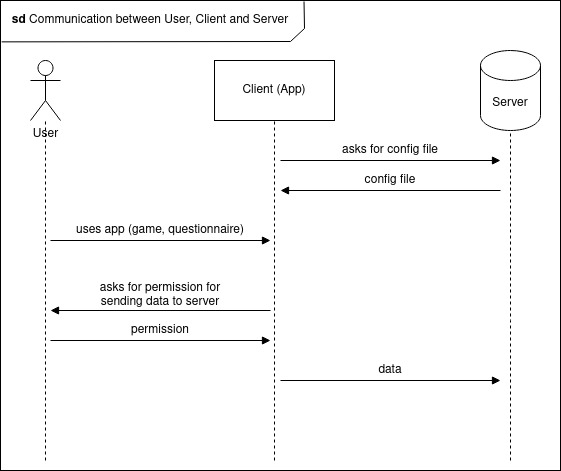 sd Communication between User, Client and Server
User
Client (App)
Server
asks for config file
config file
uses app (game, questionnaire)
asks for permission for
sending data to server
permission
data